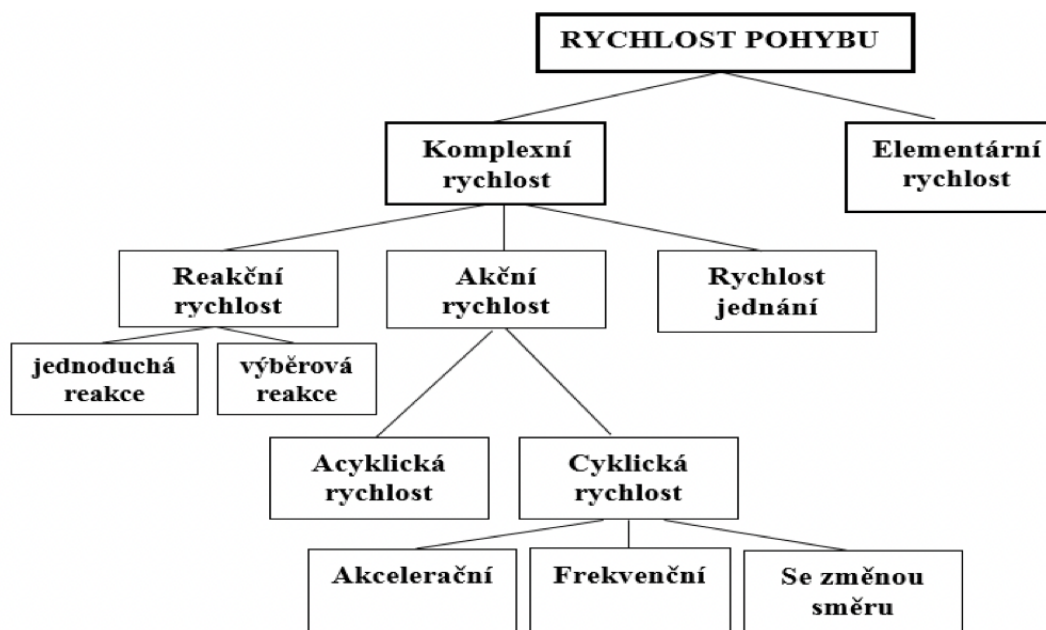 RYCHLOST POHYBU
Komplexní
rychlost
Elementární
rychlost
Reakční
rychlost
Akční
rychlost
Rychlost
jednání
jednoduchá
reakce
výběrová
reakce
Acyklická
rychlost
Cyklická
rychlost
Akcelerační
Frekvenční
Se změnou
směru